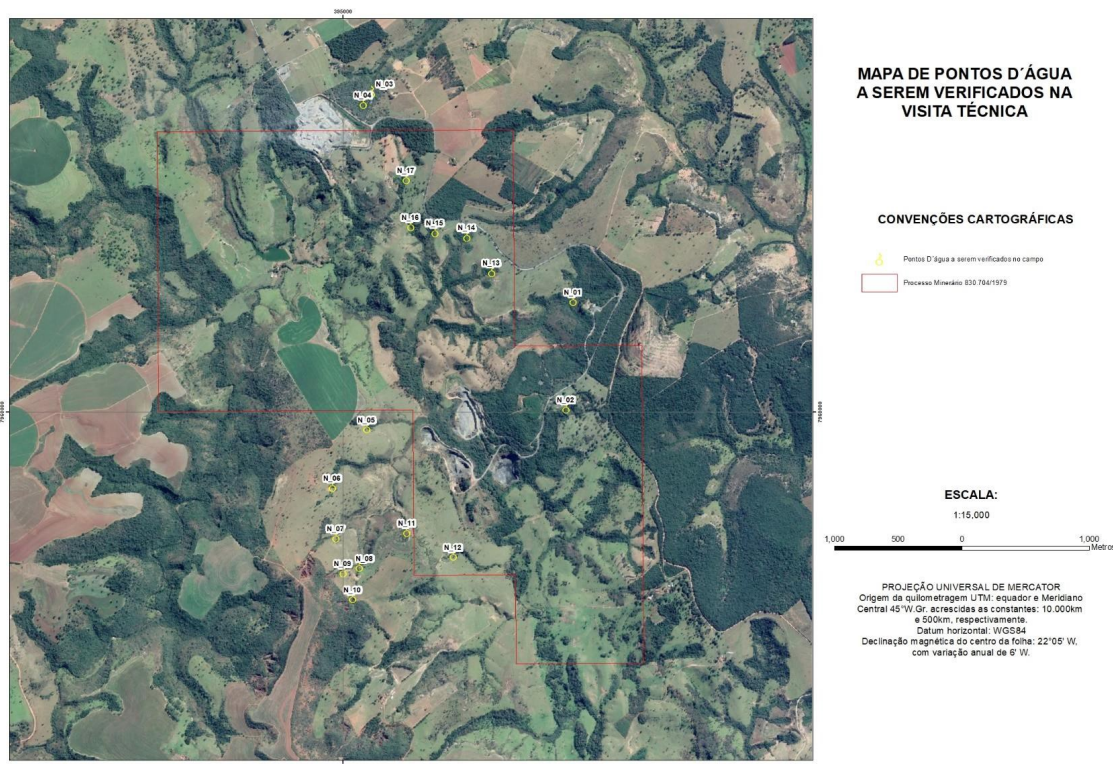 395000
N_03
N_04
N_17
N_16
N_15
N_14
N_13
N_01
N_02
N_05
N_06
N_11
N_07
N_12
N_08
N_09
N_10
MAPA DE PONTOS D´ÁGUA
A SEREM VERIFICADOS NA
VISITA TÉCNICA
CONVENÇÕES CARTOGRÁFICAS
Pontos D´água a serem verificados no campo
Processo Minerário 830.704/1979
ESCALA:
1:15,000
1,000 500 0 1,000
Metros
PROJEÇÃO UNIVERSAL DE MERCATOR
Origem da quilometragem UTM: equador e Meridiano
Central 45°W.Gr. acrescidas as constantes: 10.000km
e 500km, respectivamente.
Datum horizontal: WGS84
Declinação magnética do centro da folha: 22°05' W,
com variação anual de 6' W.